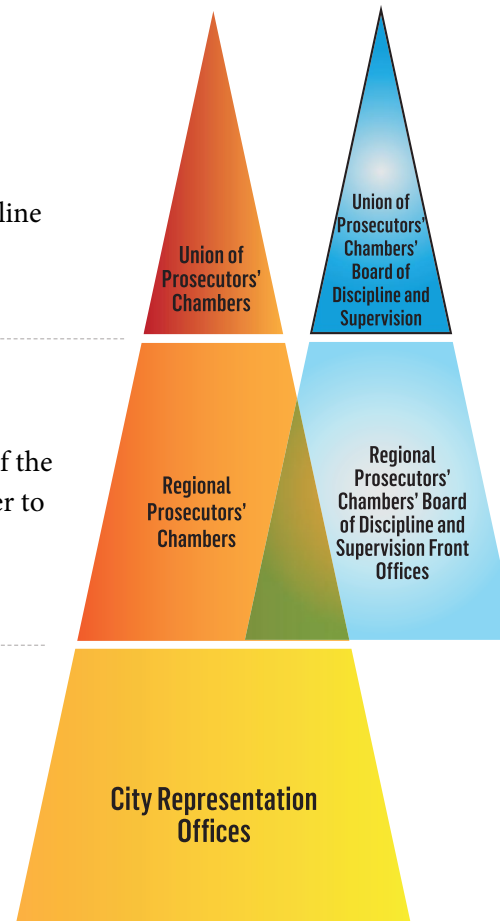 line
Union of
Prosecutors’
Chambers
Union of
Prosecutors’
Chambers’
Board of
Discipline and
Supervision
f the
er to
Regional
Prosecutors’
Chambers
Regional
Prosecutors’
Chambers’ Board
of Discipline and
Supervision Front
Offices
City Representation
Offices